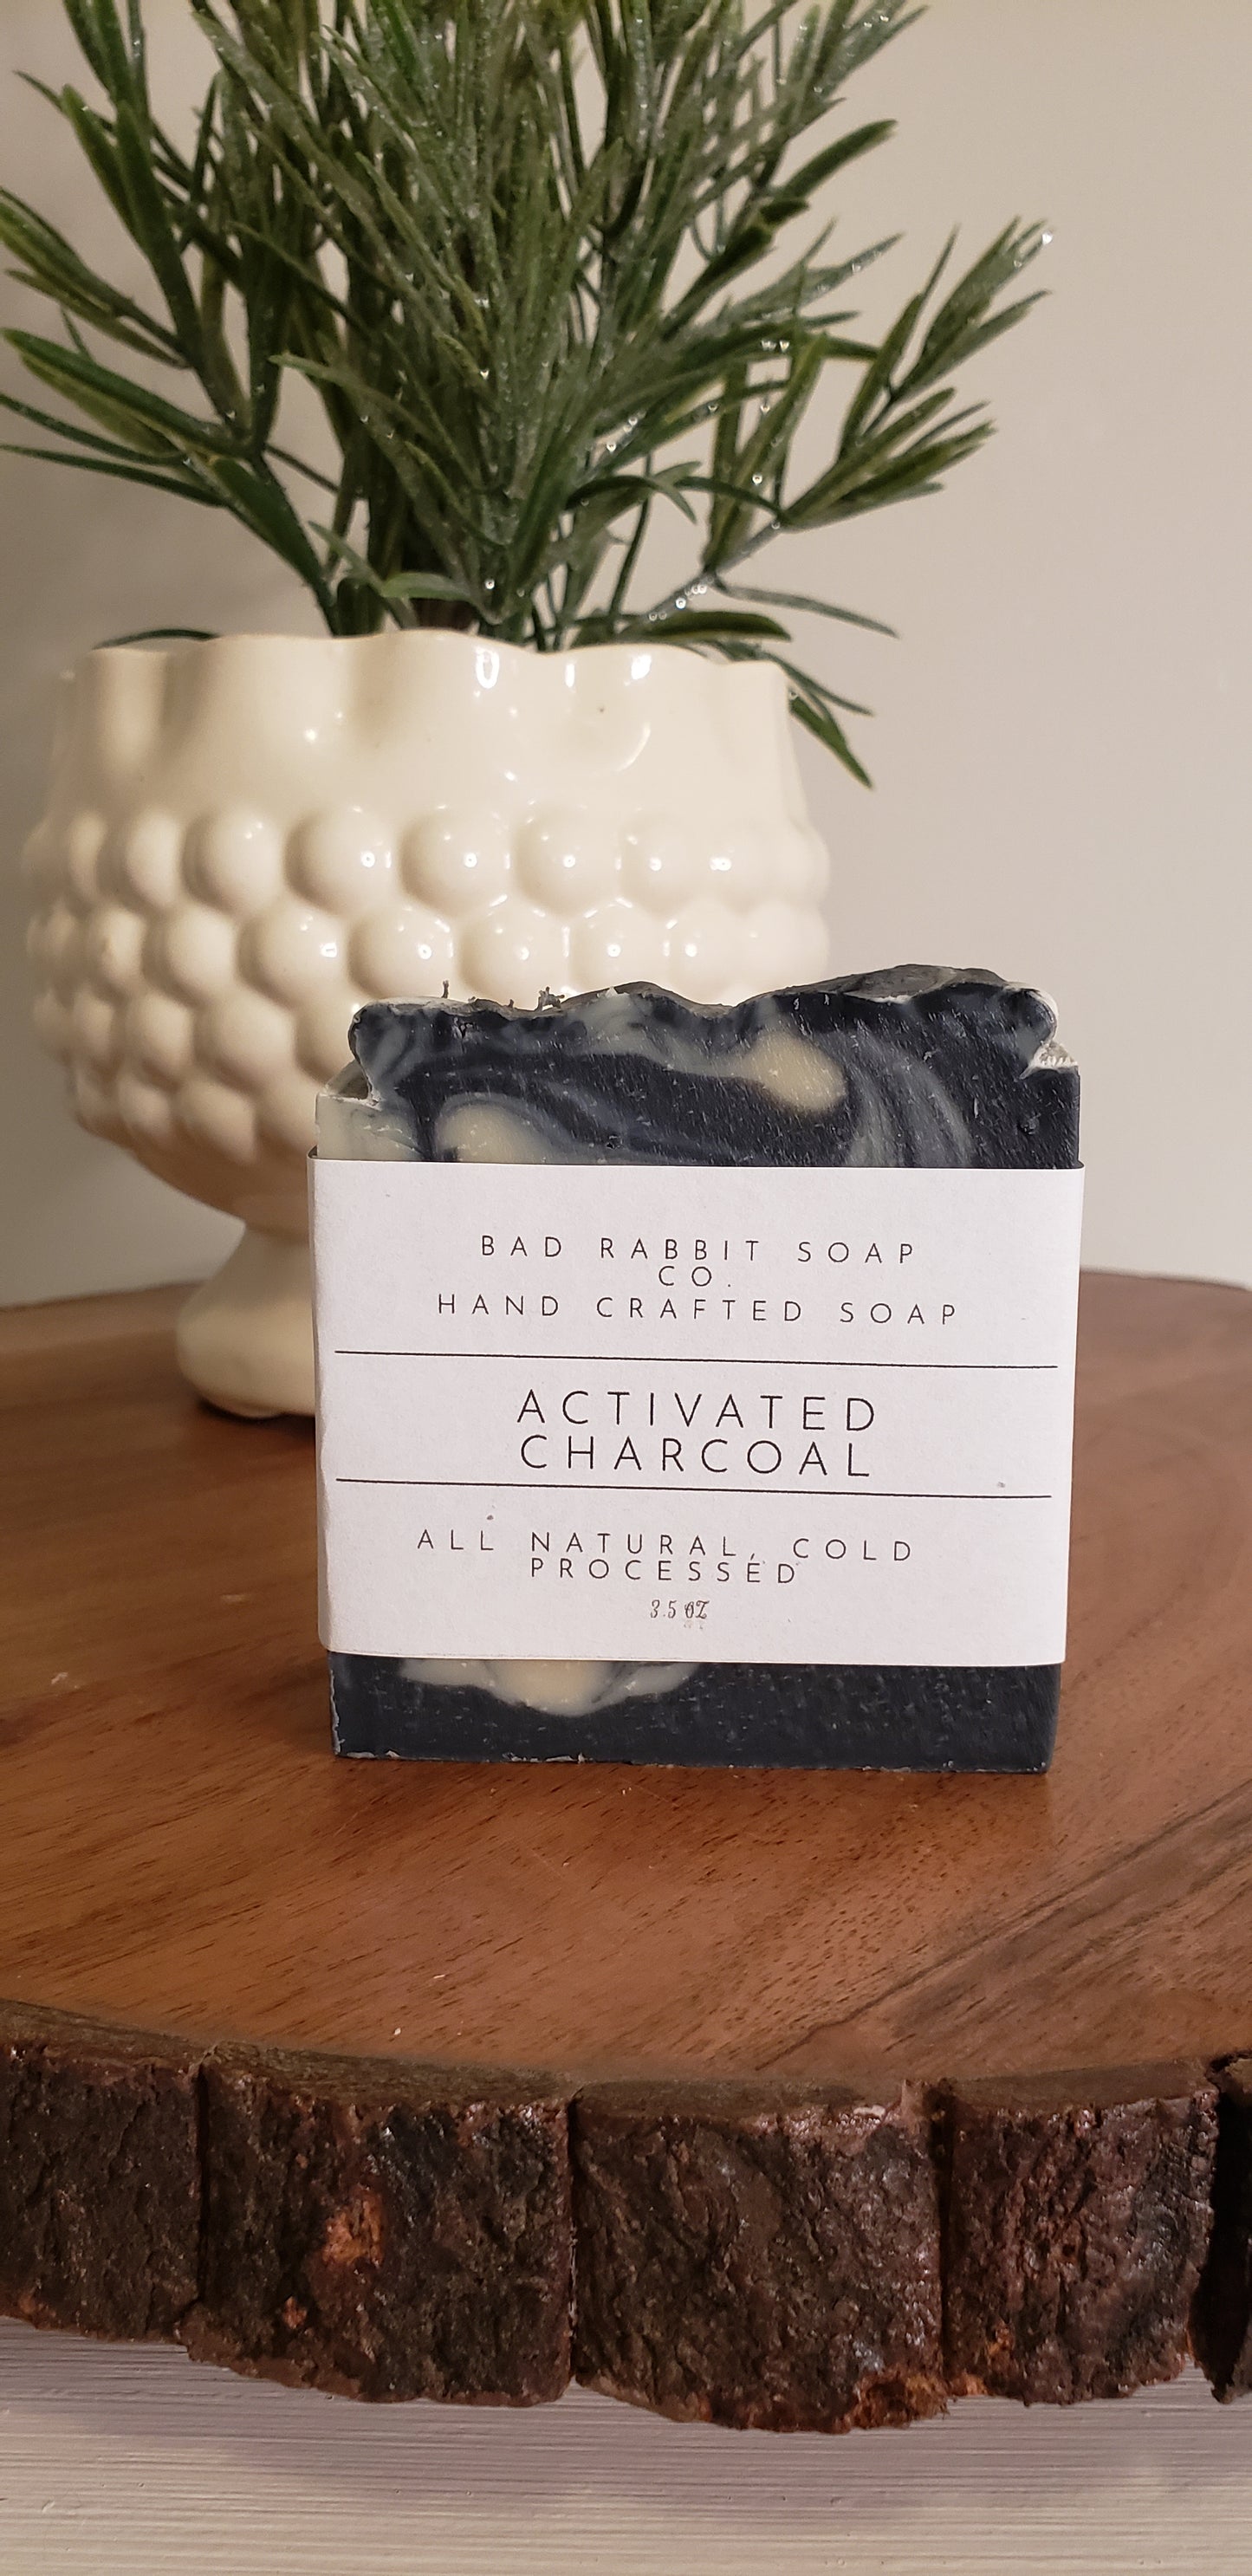 BAD RABBIT SOAP
CO.
HAND CRAFTED SOAP
ACTIVATED
CHARCOAL
ALL NATURAL, COLD
PROCESSED
3.5 OZ